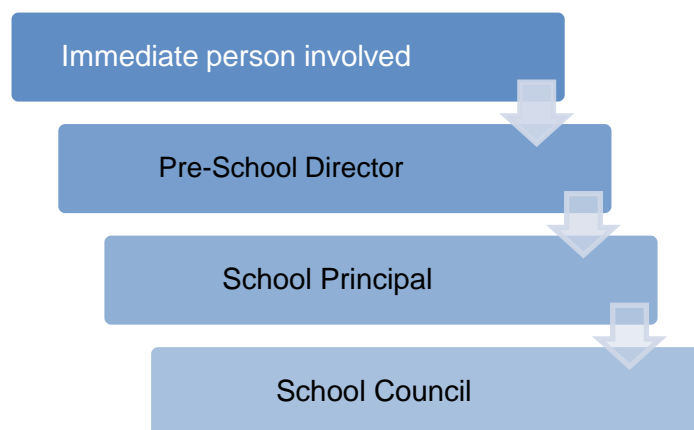 Immediate person involved
Pre-School Director
School Principal
School Council